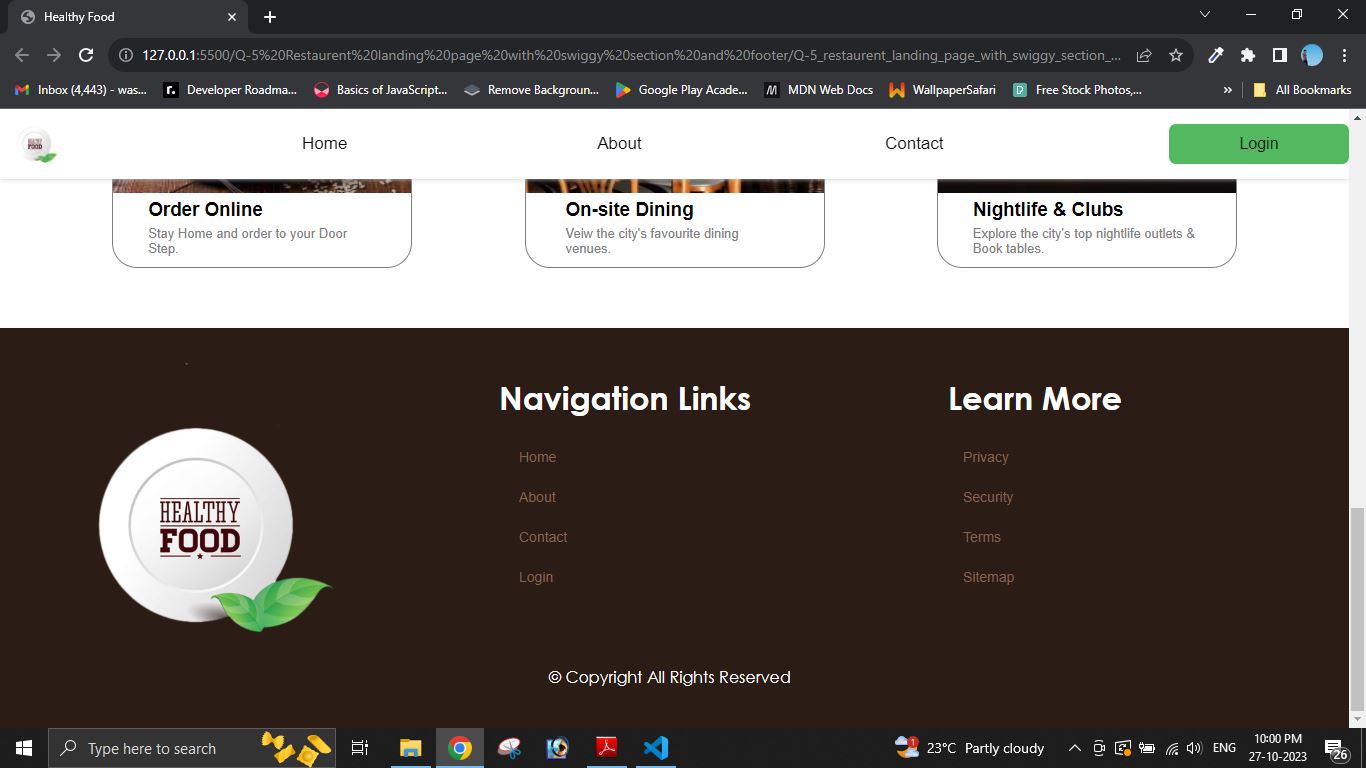 Healthy Food
127.0.0.1:5500/Q-5%20Restaurent%20landing%20page%20with%20swiggy%20section%20and%20footer/Q-5_restaurent_landing_page_with_swiggy_section_...
Inbox (4,443) - was... Developer Roadma... Basics of JavaScript... Remove Backgroun... Google Play Acade... MDN Web Docs WallpaperSafari Free Stock Photos,... » All Bookmarks
HEALTHY
FOOD
Home About Contact Login
Order Online
Stay Home and order to your Door
Step.
On-site Dining
Veiw the city's favourite dining
venues.
Nightlife & Clubs
Explore the city's top nightlife outlets &
Book tables.
HEALTHY
FOOD
Navigation Links
Home
About
Contact
Login
Learn More
Privacy
Security
Terms
Sitemap
© Copyright All Rights Reserved
Type here to search
1
23°C Partly cloudy
ENG
10:00 PM
27-10-2023
26